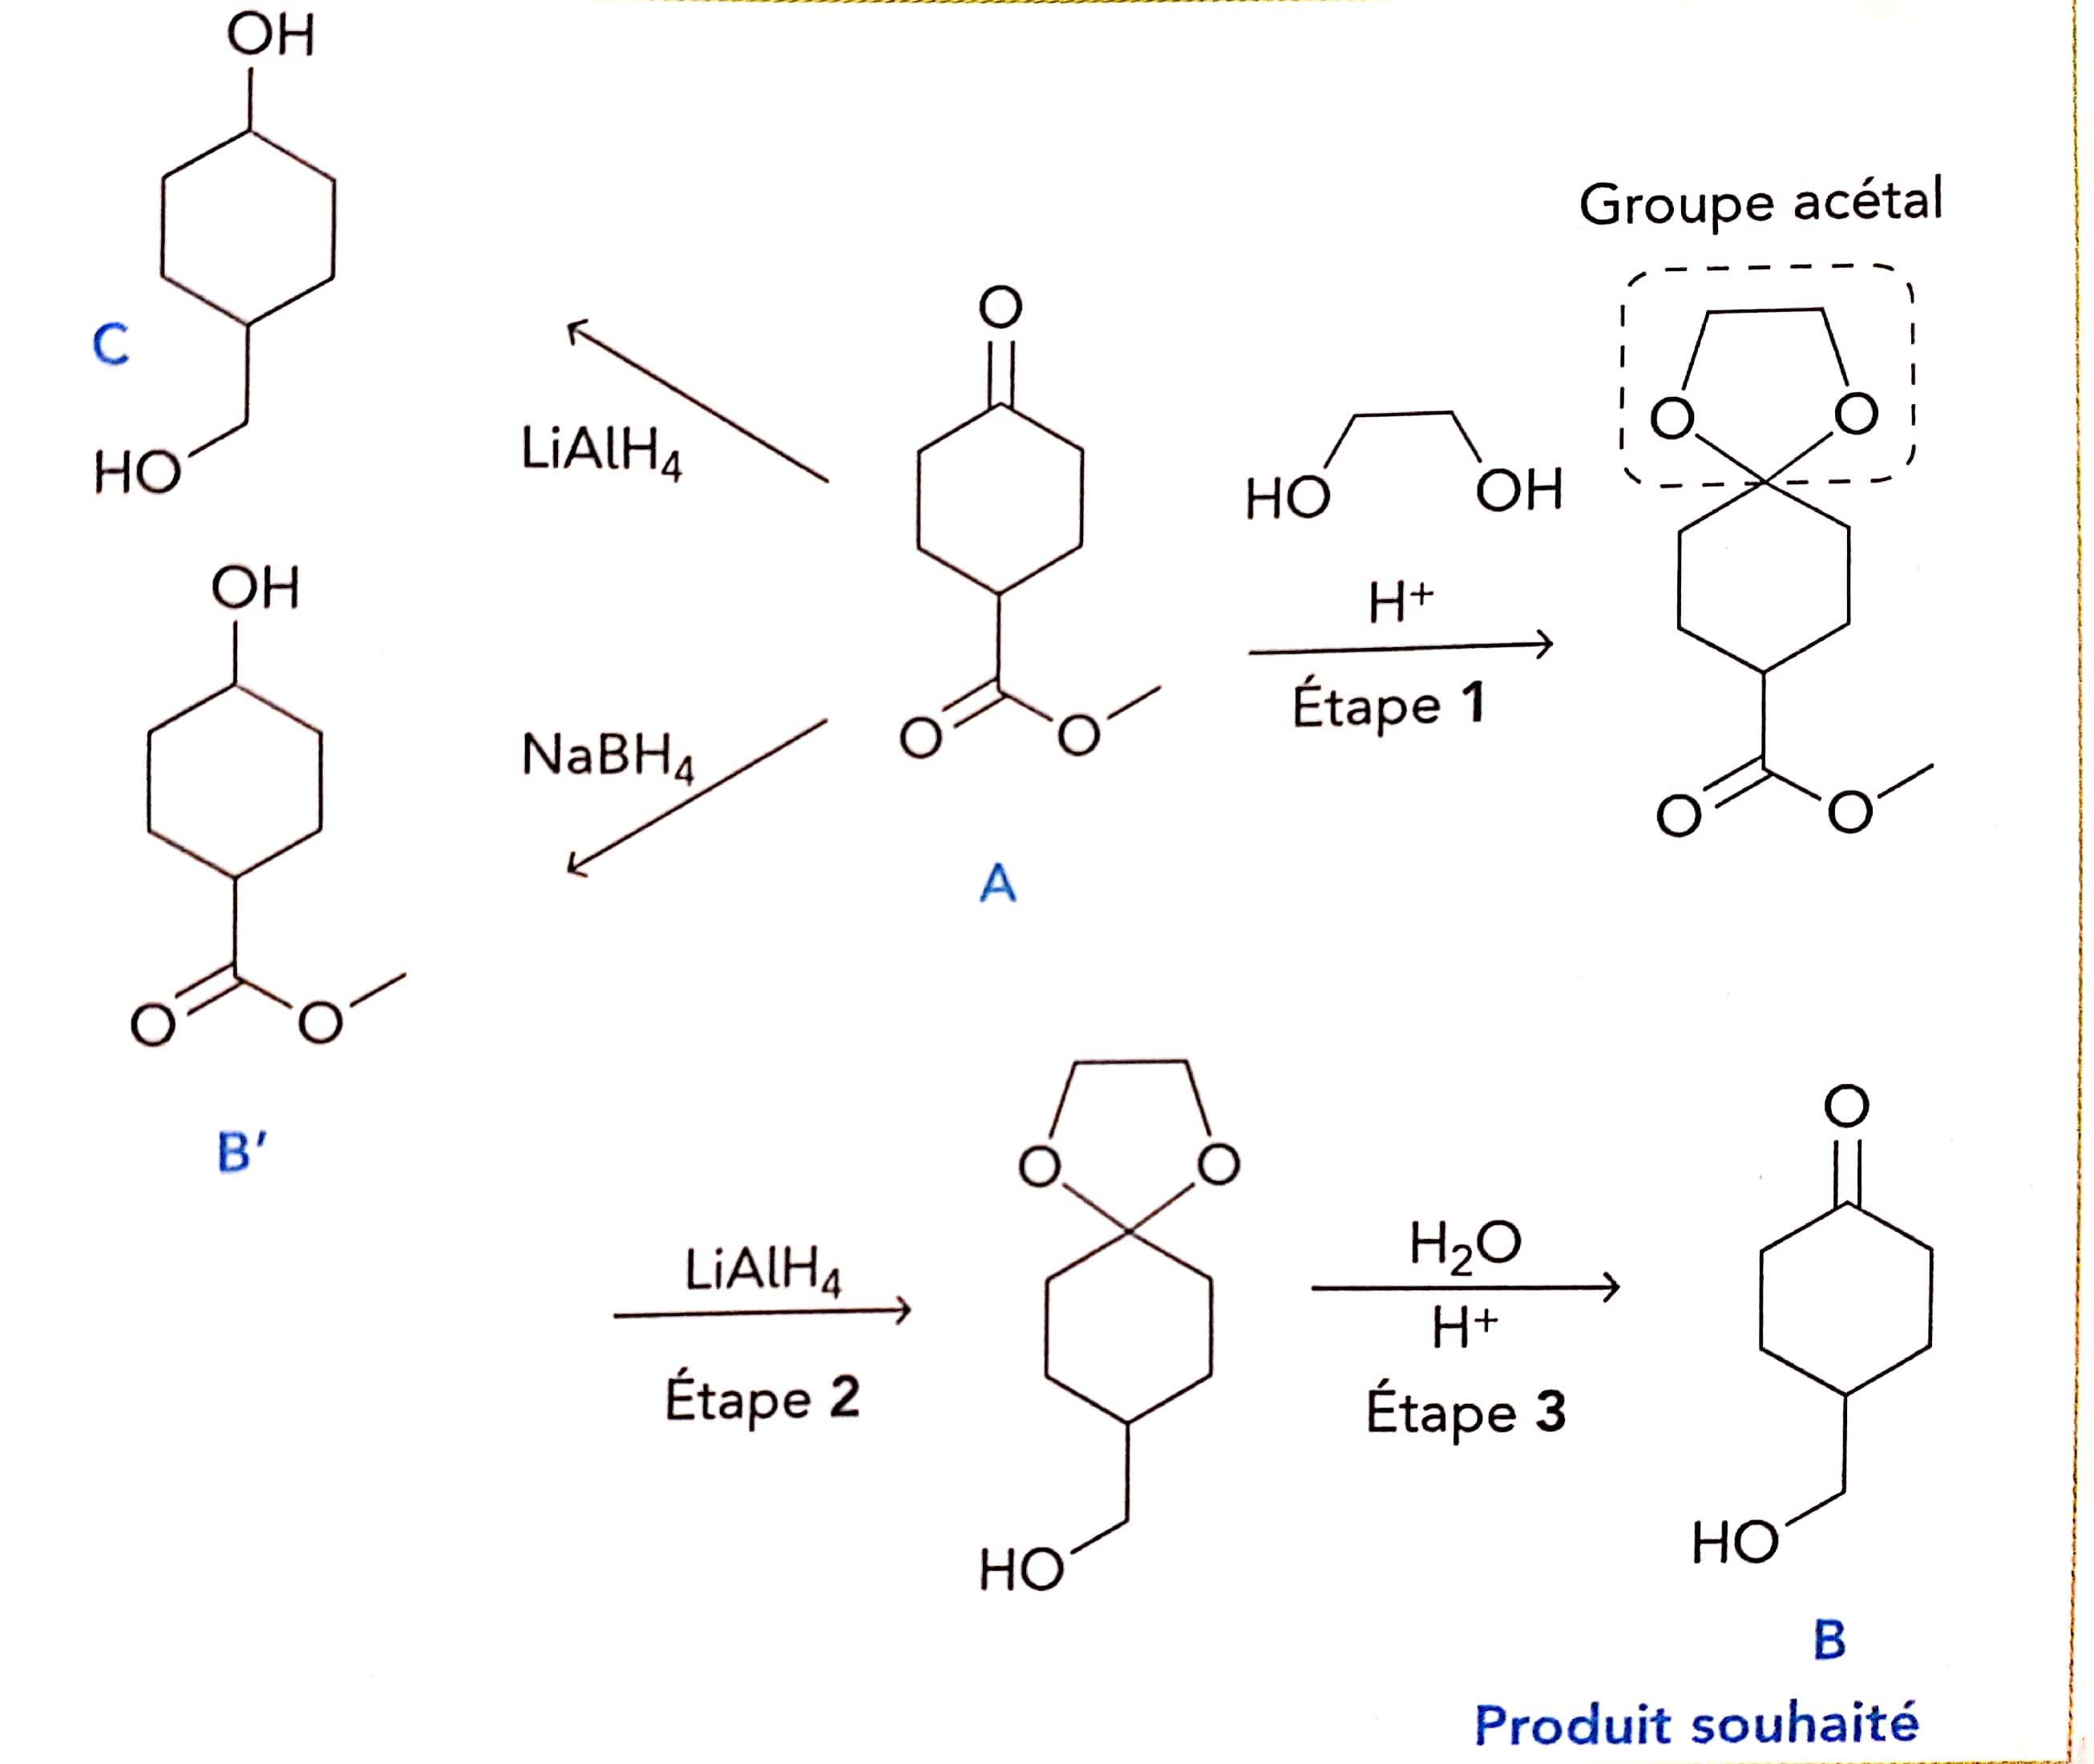 OH
C
HO
LiAlH4
OH
NaBH4
O
O
B'
O
O
O
A
HO
OH
H+
Étape 1
Groupe acétal
O
O
O
O
LiAlH4
Étape 2
O
O
HO
H2O
H+
Étape 3
O
HO
B
Produit souhaité